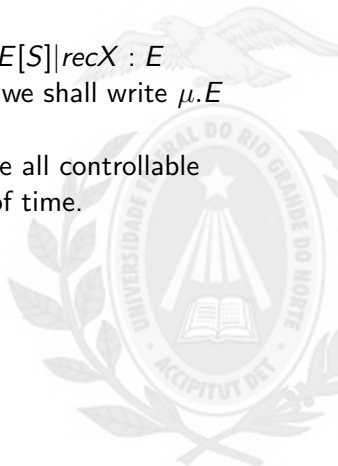 E[S]|recX : E
we shall write μ.E
e all controllable
of time.
UNIVERSIDADE FEDERAL DO RIO GRANDE DO NORTE
ACCIPITUT DET